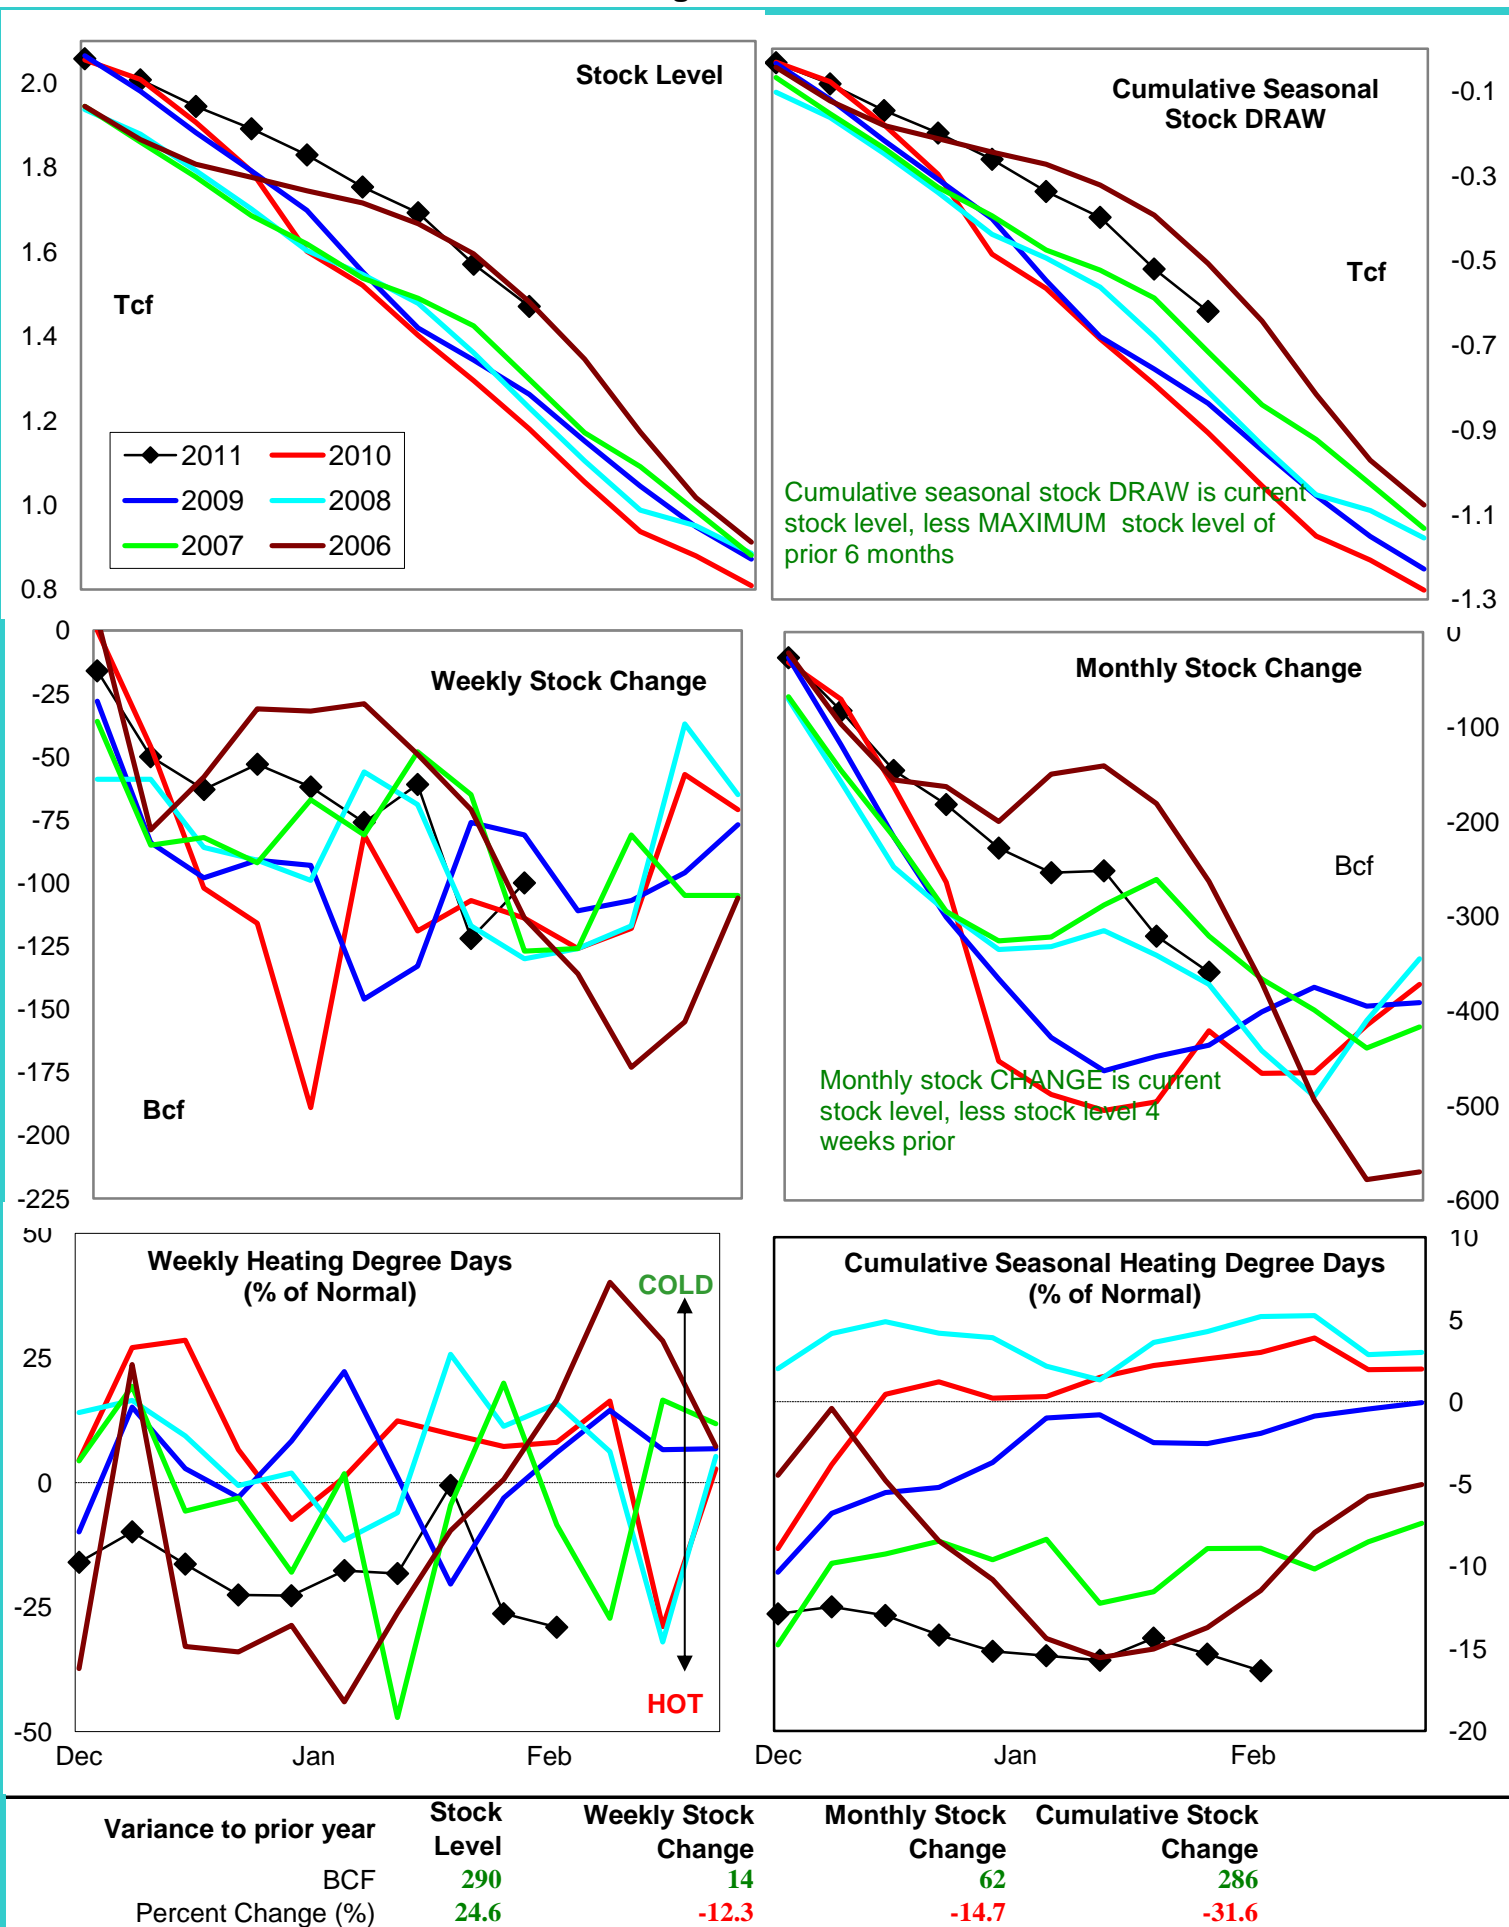 Stock Level
2.0
1.8
1.6
1.4
1.2
1.0
0.8
Tcf
2011
2010
2009
2008
2007
2006
Cumulative Seasonal
Stock DRAW
-0.1
-0.3
-0.5
-0.7
-0.9
-1.1
-1.3
Tcf
Cumulative seasonal stock DRAW is current
stock level, less MAXIMUM stock level of
prior 6 months
0
-25
-50
-75
-100
-125
-150
-175
-200
-225
Weekly Stock Change
Bcf
Monthly Stock Change
0
-100
-200
-300
-400
-500
-600
Bcf
Monthly stock CHANGE is current
stock level, less stock level 4
weeks prior
50
25
0
-25
-50
Weekly Heating Degree Days
(% of Normal)
COLD
HOT
Dec
Jan
Feb
Cumulative Seasonal Heating Degree Days
(% of Normal)
10
5
0
-5
-10
-15
-20
Dec
Jan
Feb
Variance to prior year
Stock
Level
Weekly Stock
Change
Monthly Stock
Change
Cumulative Stock
Change
BCF 290 14 62 286
Percent Change (%) 24.6 -12.3 -14.7 -31.6